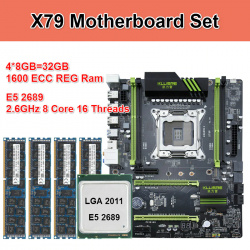 X79 Motherboard Set
4*8GB=32GB
1600 ECC REG Ram
E5 2689
2.6GHz 8 Core 16 Threads
LGA 2011
E5 2689